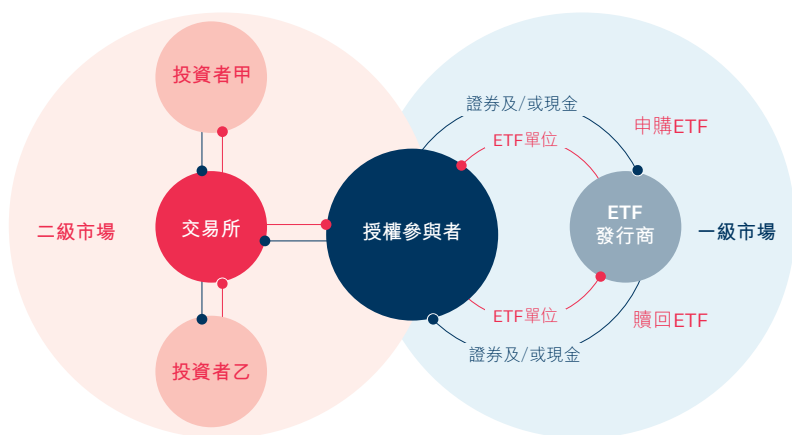 投資者甲
證券及/或現金
申購ETF
ETF單位
二級市場
交易所
授權參與者
ETF
發行商
一級市場
ETF單位
贖回ETF
證券及/或現金
投資者乙